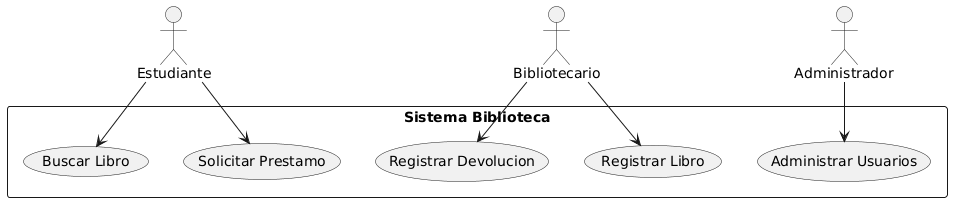 Estudiante
Bibliotecario
Administrador
Sistema Biblioteca
Buscar Libro
Solicitar Prestamo
Registrar Devolucion
Registrar Libro
Administrar Usuarios